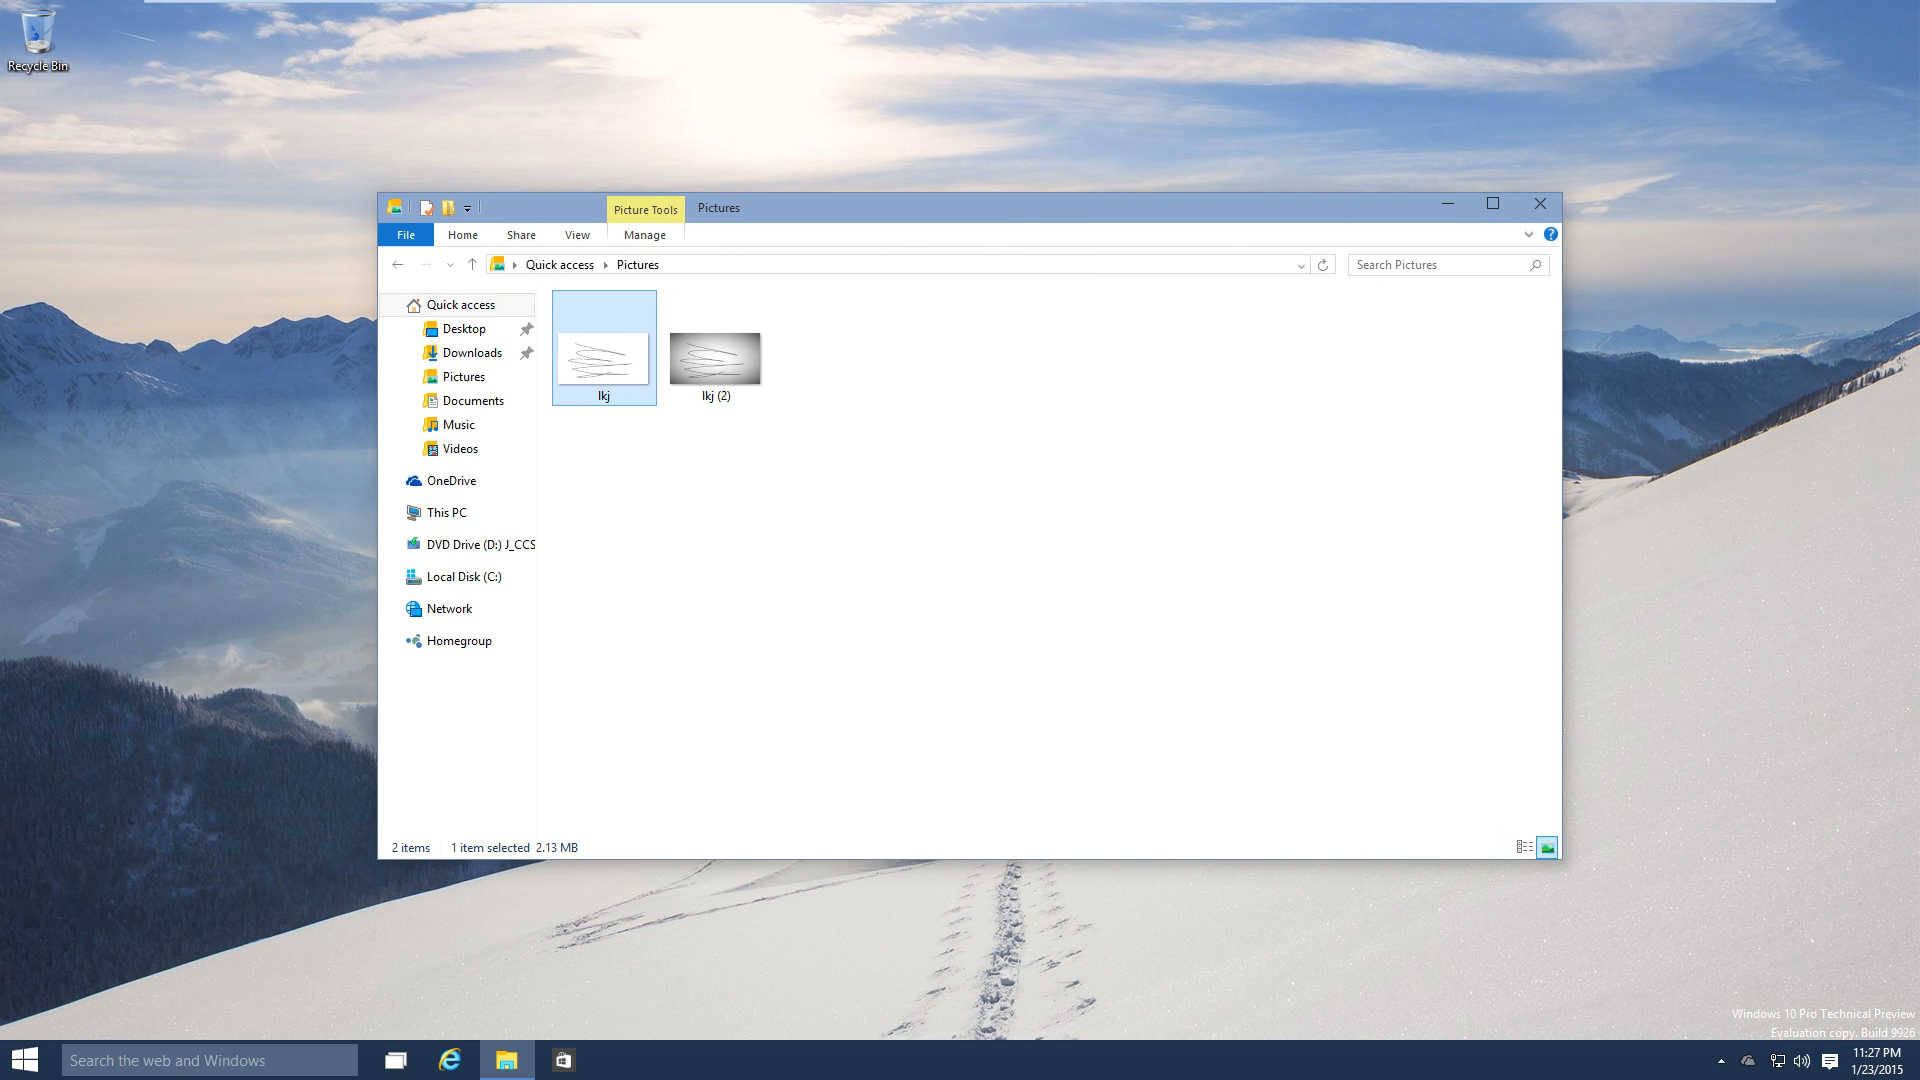 Recycle Bin
Picture Tools
Pictures
File
Home
Share
View
Manage
Quick access
Pictures
Search Pictures
Quick access
Desktop
Downloads
Pictures
Documents
Music
Videos
OneDrive
This PC
DVD Drive (D:) J_CCS
Local Disk (C:)
Network
Homegroup
lkj
lkj (2)
2 items
1 item selected 2.13 MB
Windows 10 Pro Technical Preview
Evaluation copy. Build 9926
Search the web and Windows
11:27 PM
1/23/2015